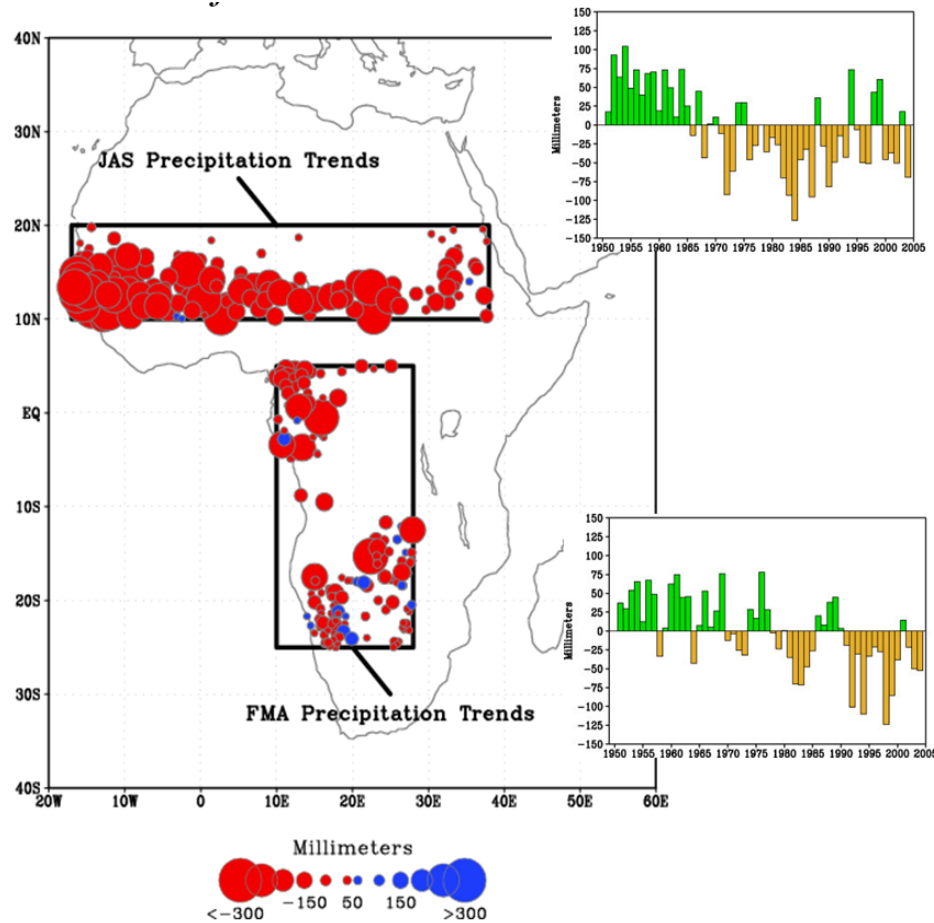 40N
30N
20N
10N
EQ
10S
20S
30S
40S
20W 10W 0 10E 20E 30E 40E 50E 60E
JAS Precipitation Trends
FMA Precipitation Trends
Millimeters
<-300 -150 50 150 >300
Millimeters
150
125
100
75
50
25
0
-25
-50
-75
-100
-125
-150
1950 1955 1960 1965 1970 1975 1980 1985 1990 1995 2000 2005
Millimeters
150
125
100
75
50
25
0
-25
-50
-75
-100
-125
-150
1950 1955 1960 1965 1970 1975 1980 1985 1990 1995 2000 2005